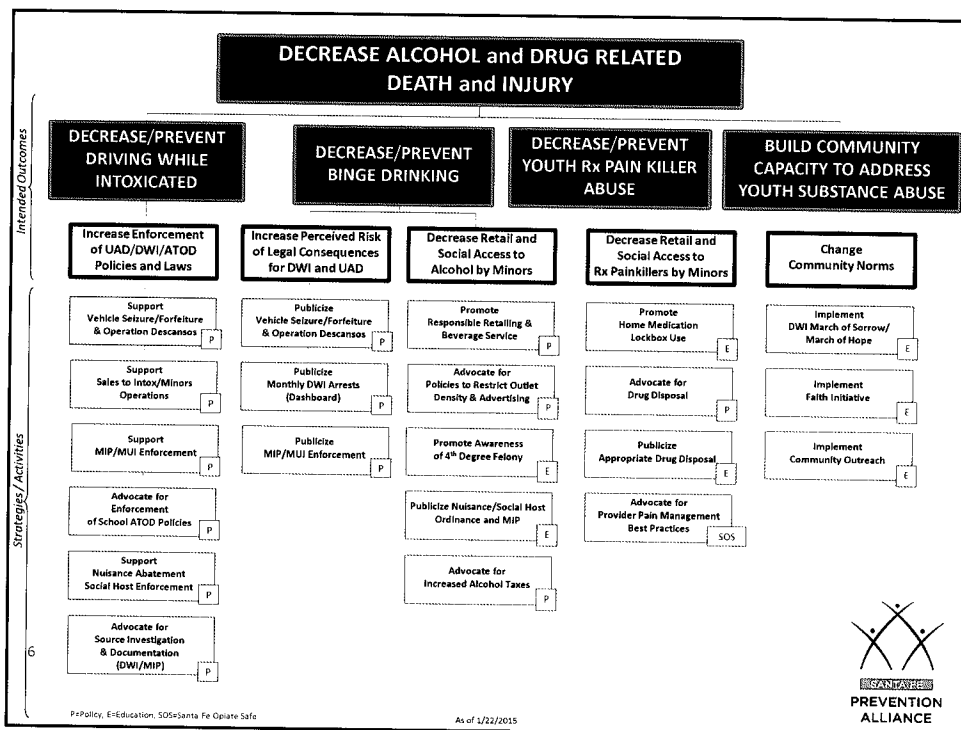 DECREASE ALCOHOL and DRUG RELATED
DEATH and INJURY
Intended Outcomes
DECREASE/PREVENT
DRIVING WHILE
INTOXICATED
DECREASE/PREVENT
BINGE DRINKING
DECREASE/PREVENT
YOUTH Rx PAIN KILLER
ABUSE
BUILD COMMUNITY
CAPACITY TO ADDRESS
YOUTH SUBSTANCE ABUSE
Increase Enforcement
of UAD/DWI/ATOD
Policies and Laws
Increase Perceived Risk
of Legal Consequences
for DWI and UAD
Decrease Retail and
Social Access to
Alcohol by Minors
Decrease Retail and
Social Access to
Rx Painkillers by Minors
Change
Community Norms
Strategies / Activities
Support
Vehicle Seizure/Forfeiture
& Operation Descansos
P
Support
Sales to Intox/Minors
Operations
P
Support
MIP/MUI Enforcement
P
Advocate for
Enforcement
of School ATOD Policies
P
Support
Nuisance Abatement
Social Host Enforcement
P
Advocate for
Source Investigation
& Documentation
(DWI/MIP)
P
Publicize
Vehicle Seizure/Forfeiture
& Operation Descansos
P
Publicize
Monthly DWI Arrests
(Dashboard)
P
Publicize
MIP/MUI Enforcement
P
Promote
Responsible Retailing &
Beverage Service
P
Advocate for
Policies to Restrict Outlet
Density & Advertising
P
Promote Awareness
of 4th Degree Felony
E
Publicize Nuisance/Social Host
Ordinance and MIP
E
Advocate for
Increased Alcohol Taxes
P
Promote
Home Medication
Lockbox Use
E
Advocate for
Drug Disposal
P
Publicize
Appropriate Drug Disposal
E
Advocate for
Provider Pain Management
Best Practices
SOS
Implement
DWI March of Sorrow/
March of Hope
E
Implement
Faith Initiative
E
Implement
Community Outreach
E
6
P=Policy, E=Education, SOS=Santa Fe Opiate Safe
As of 1/22/2015
SANTA FE
PREVENTION
ALLIANCE